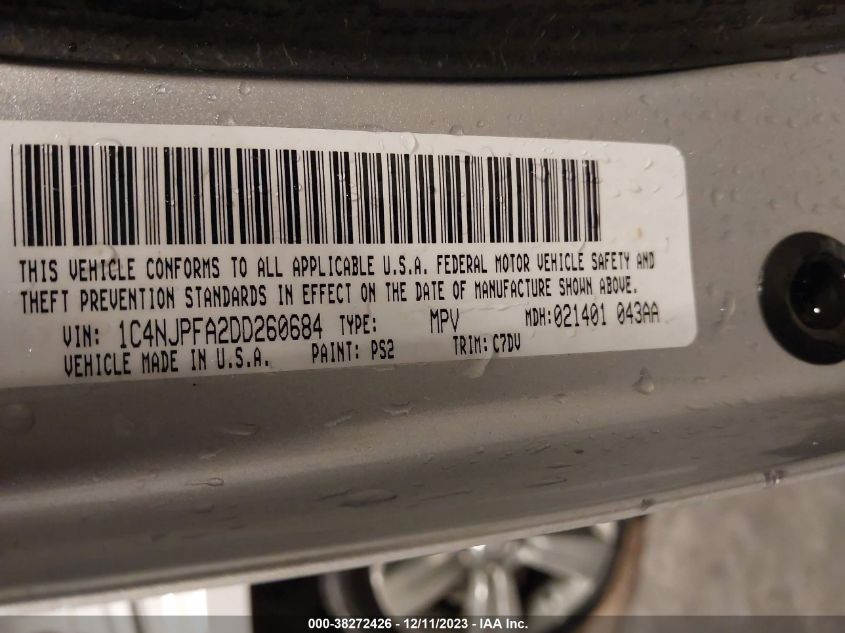 THIS VEHICLE CONFORMS TO ALL APPLICABLE U.S.A. FEDERAL MOTOR VEHICLE SAFETY AND
THEFT PREVENTION STANDARDS IN EFFECT ON THE DATE OF MANUFACTURE SHOWN ABOVE.
VIN: 1C4NJPFA2DD260684 TYPE: MPV MDH:021401 043AA
VEHICLE MADE IN U.S.A. PAINT: PS2 TRIM: C7DV
000-38272426 - 12/11/2023 - IAA Inc.